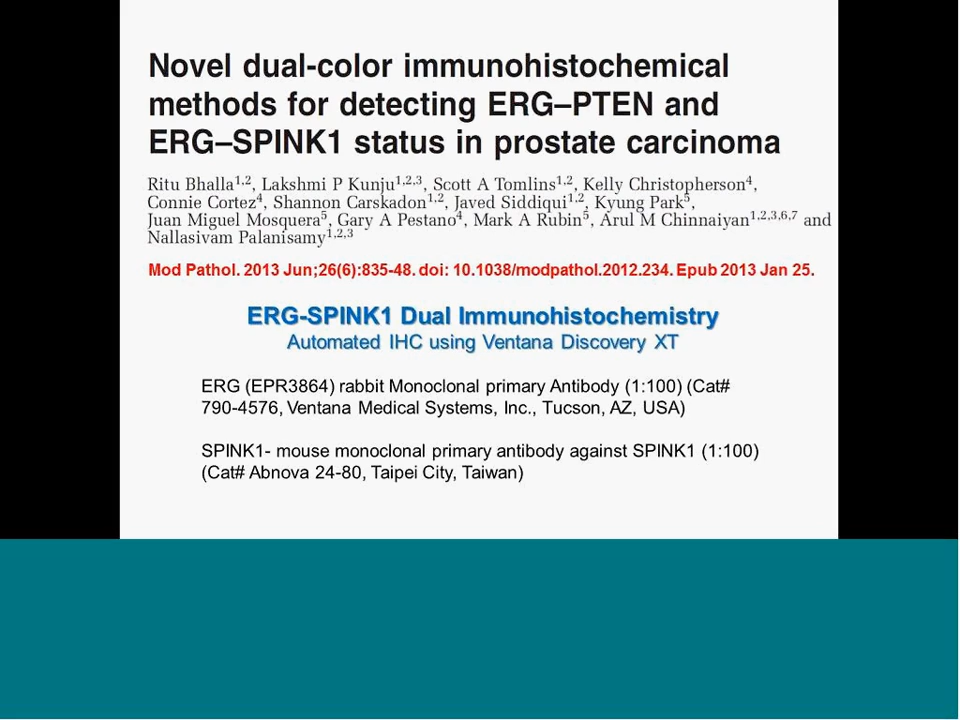 Novel dual-color immunohistochemical
methods for detecting ERG–PTEN and
ERG–SPINK1 status in prostate carcinoma
Ritu Bhalla1,2, Lakshmi P Kunju1,2,3, Scott A Tomlins1,2, Kelly Christopherson4,
Connie Cortez4, Shannon Carskadon1,2, Javed Siddiqui1,2, Kyung Park5,
Juan Miguel Mosquera5, Gary A Pestano4, Mark A Rubin5, Arul M Chinnaiyan1,2,3,6,7 and
Nallasivam Palanisamy1,2,3
Mod Pathol. 2013 Jun;26(6):835-48. doi: 10.1038/modpathol.2012.234. Epub 2013 Jan 25.
ERG-SPINK1 Dual Immunohistochemistry
Automated IHC using Ventana Discovery XT
ERG (EPR3864) rabbit Monoclonal primary Antibody (1:100) (Cat#
790-4576, Ventana Medical Systems, Inc., Tucson, AZ, USA)
SPINK1- mouse monoclonal primary antibody against SPINK1 (1:100)
(Cat# Abnova 24-80, Taipei City, Taiwan)